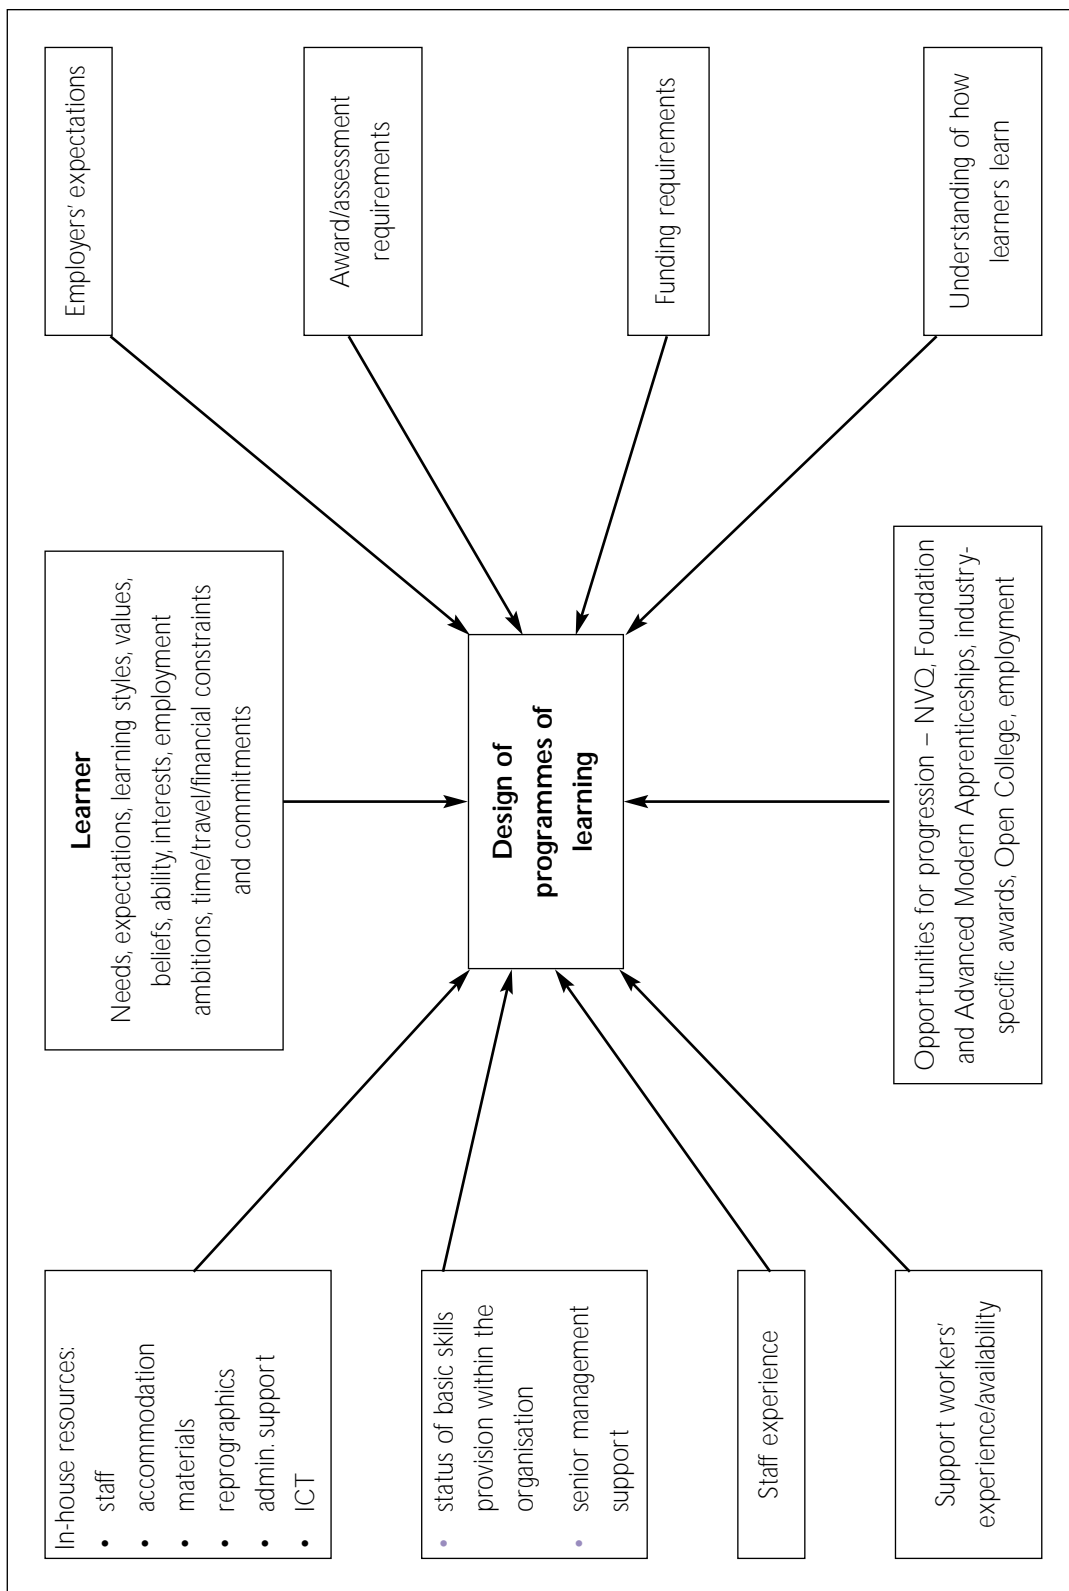 In-house resources:
• staff
• accommodation
• materials
• reprographics
• admin. support
• ICT
• status of basic skills
provision within the
organisation
• senior management
support
Staff experience
Support workers'
experience/availability
Learner
Needs, expectations, learning styles, values,
beliefs, ability, interests, employment
ambitions, time/travel/financial constraints
and commitments
Design of
programmes of
learning
Opportunities for progression – NVQ, Foundation
and Advanced Modern Apprenticeships, industry-
specific awards, Open College, employment
Employers' expectations
Award/assessment
requirements
Funding requirements
Understanding of how
learners learn